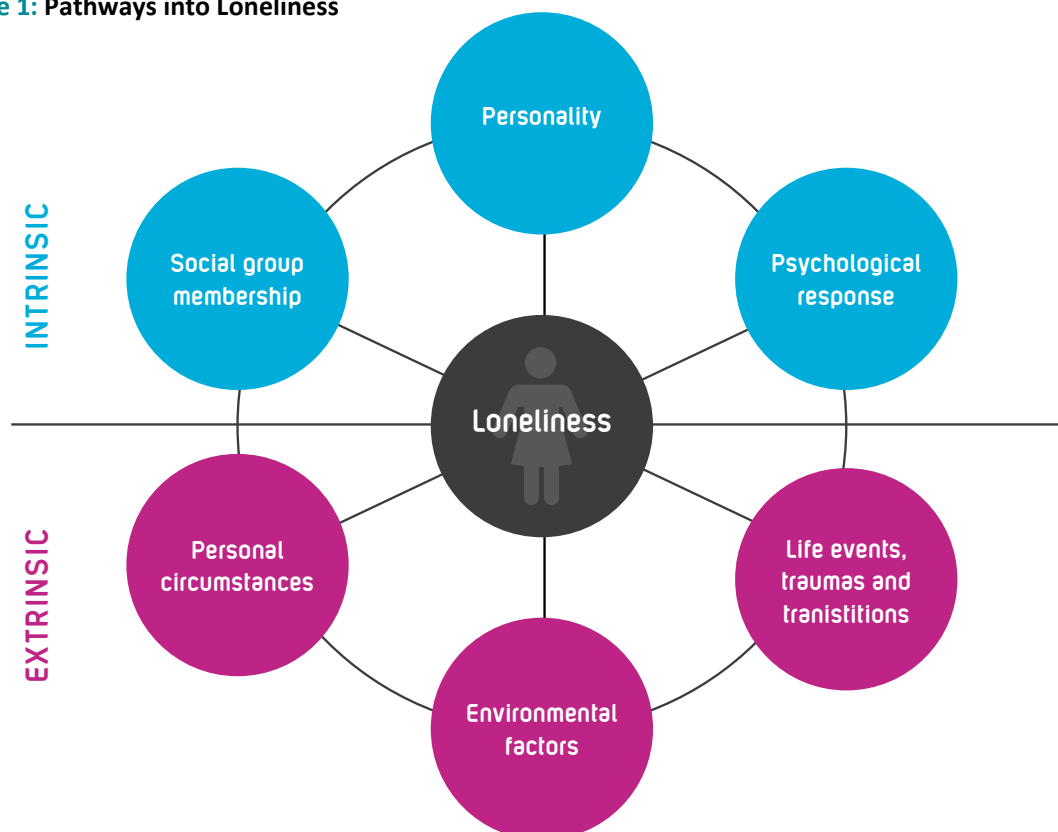 e 1: Pathways into Loneliness
Personality
Social group
membership
Psychological
response
INTRINSIC
Loneliness
EXTRINSIC
Personal
circumstances
Life events,
traumas and
tranistitions
Environmental
factors